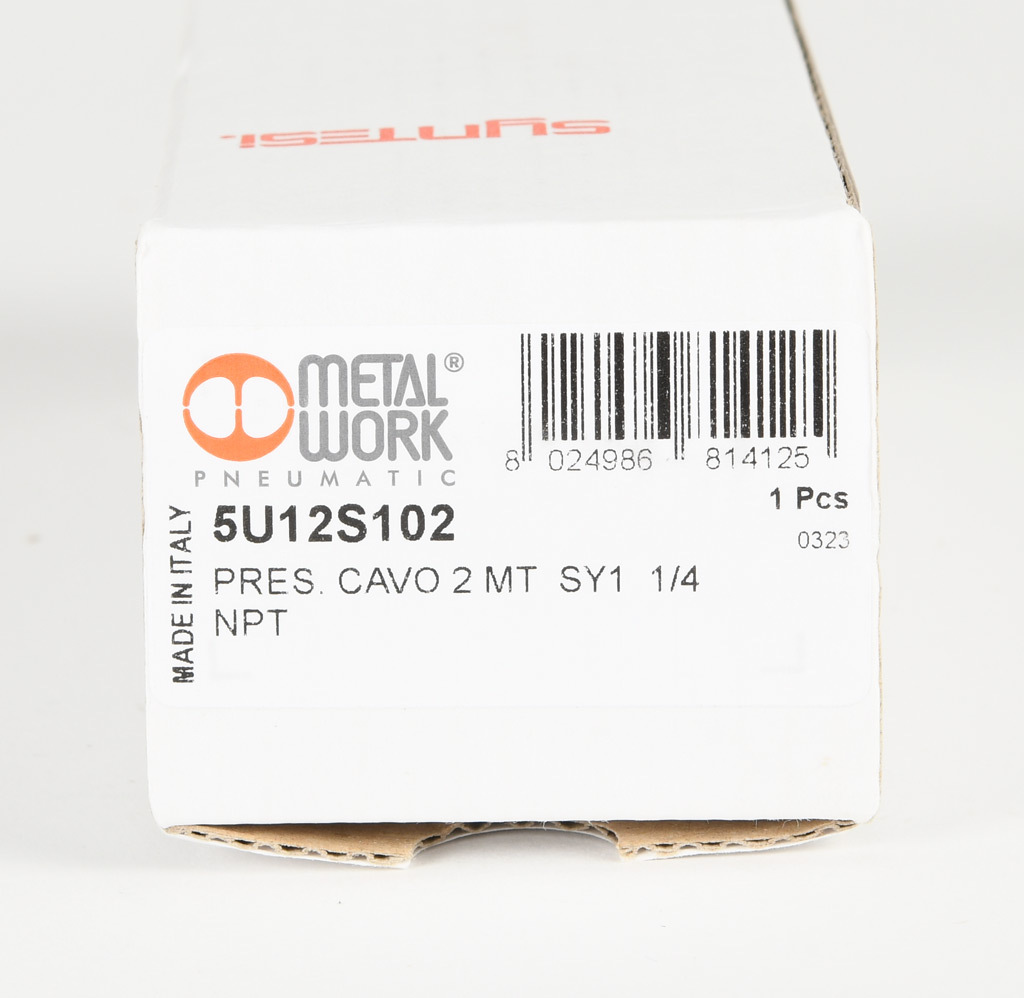 SYNTESI.
METAL®
WORK
PNEUMATIC
8 024986 814125
1 Pcs
0323
5U12S102
PRES. CAVO 2 MT SY1 1/4
NPT
MADE IN ITALY